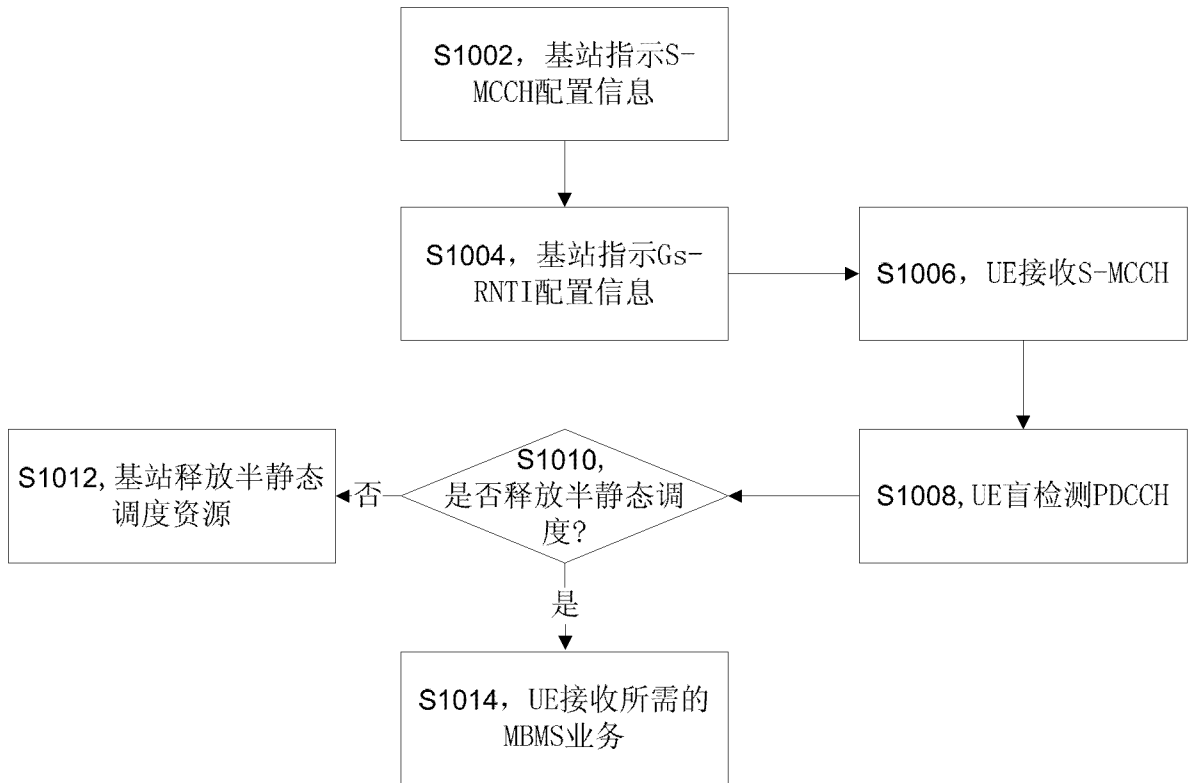 S1002，基站指示S-
MCCH配置信息
S1004，基站指示Gs-
RNTI配置信息
S1006，UE接收S-MCCH
S1008, UE盲检测PDCCH
S1010,
是否释放半静态调
度?
否
S1012, 基站释放半静态
调度资源
是
S1014，UE接收所需的
MBMS业务